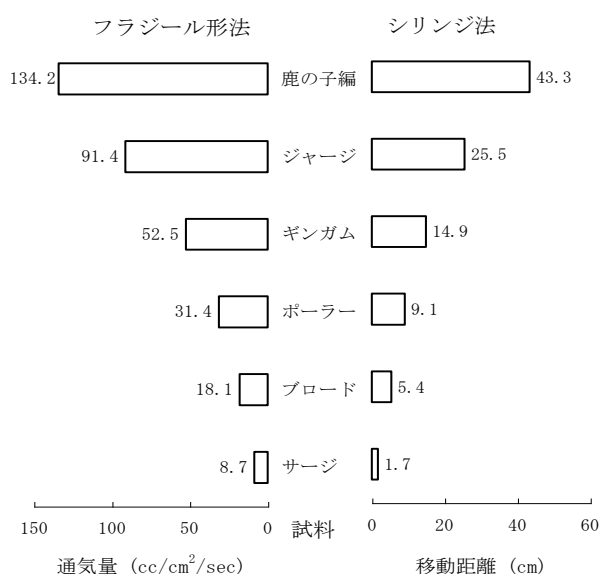 フラジール形法 シリンジ法
134.2 鹿の子編 43.3
91.4 ジャージ 25.5
52.5 ギンガム 14.9
31.4 ポーラー 9.1
18.1 ブロード 5.4
8.7 サージ 1.7
150 100 50 0 試料 0 20 40 60
通気量 (cc/cm²/sec) 移動距離 (cm)